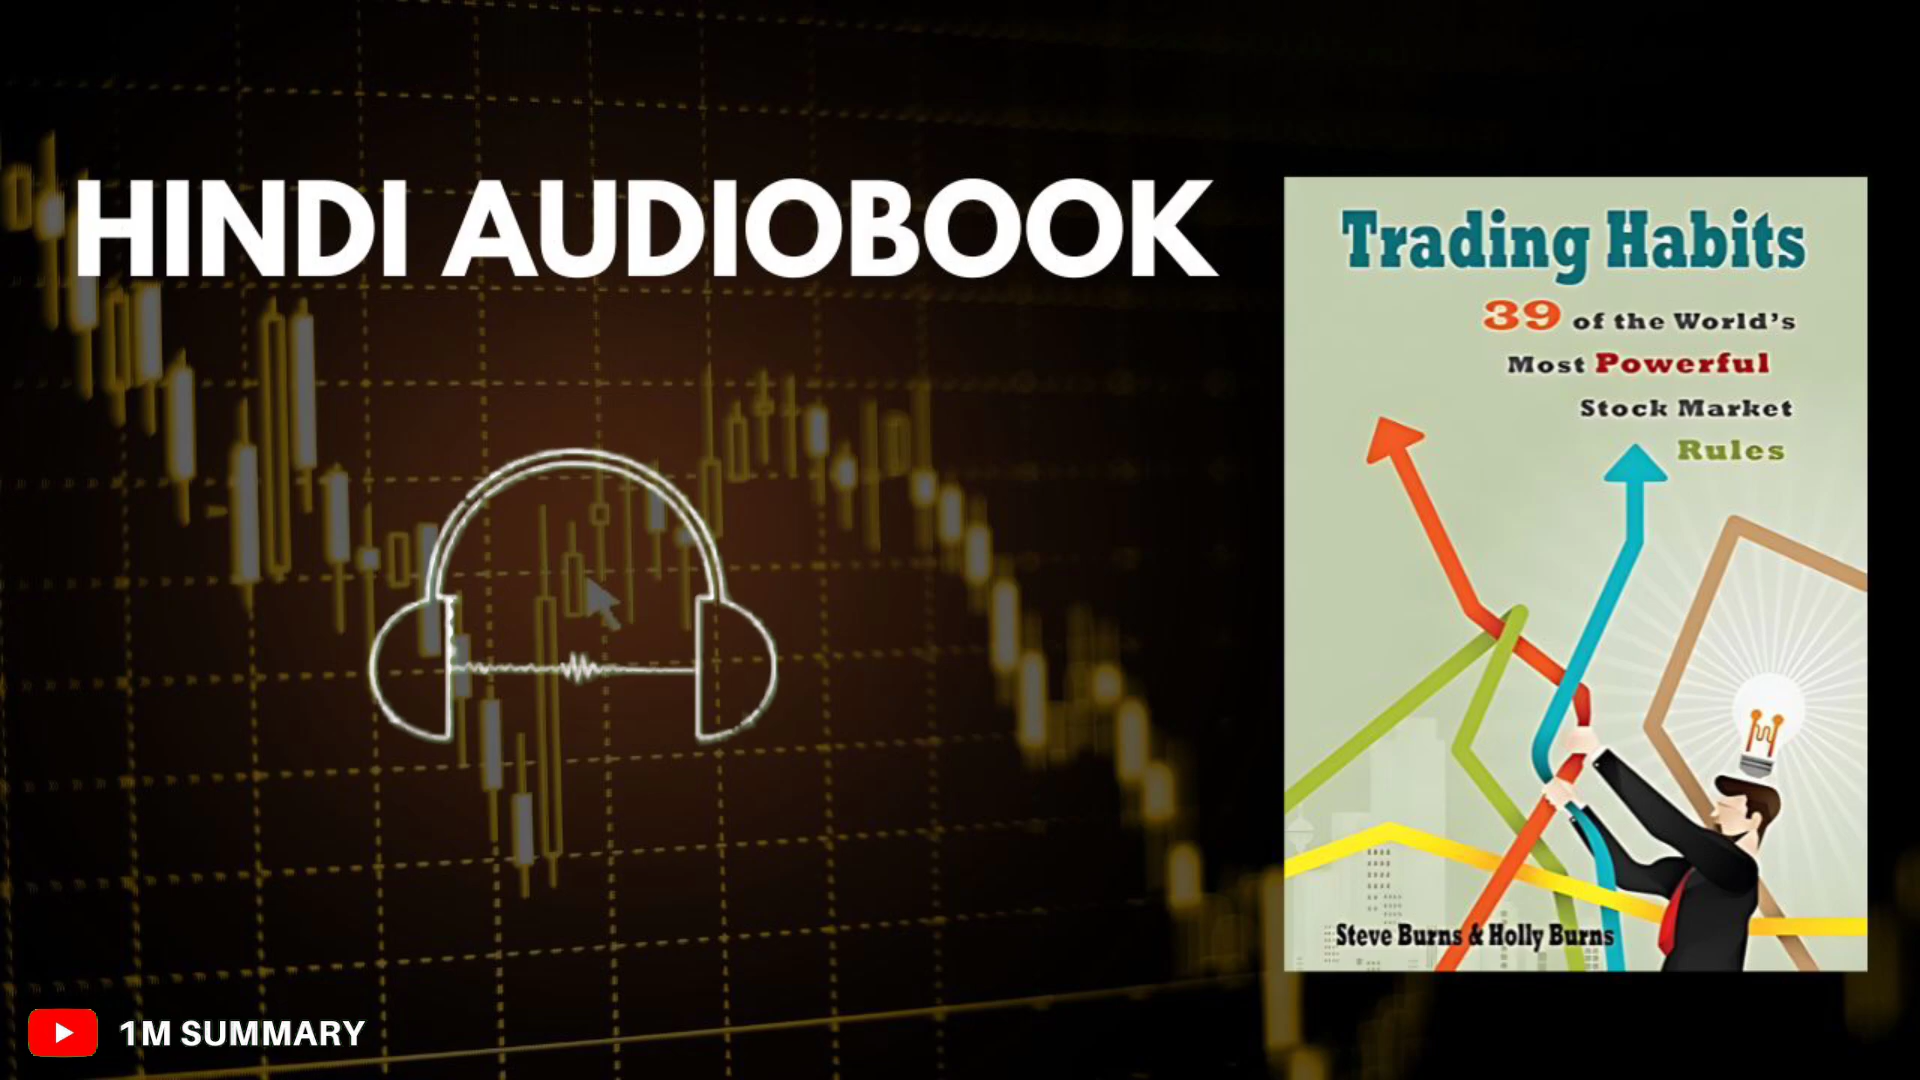 HINDI AUDIOBOOK
Trading Habits
39 of the World's
Most Powerful
Stock Market
Rules
Steve Burns & Holly Burns
1M SUMMARY